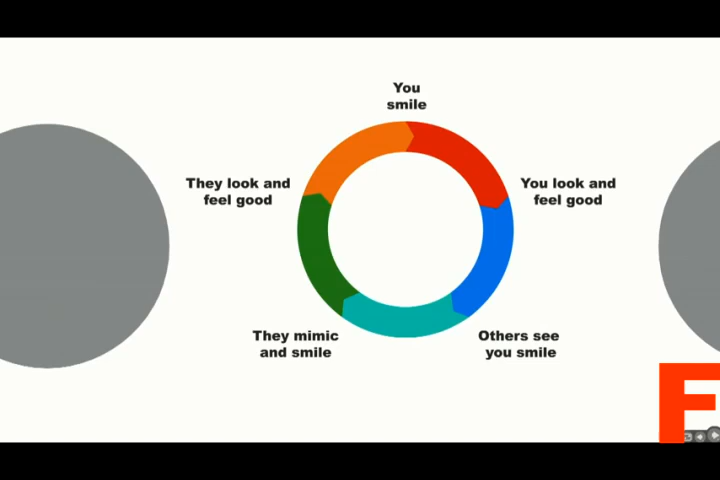 You
smile
You look and
feel good
Others see
you smile
They mimic
and smile
They look and
feel good
F